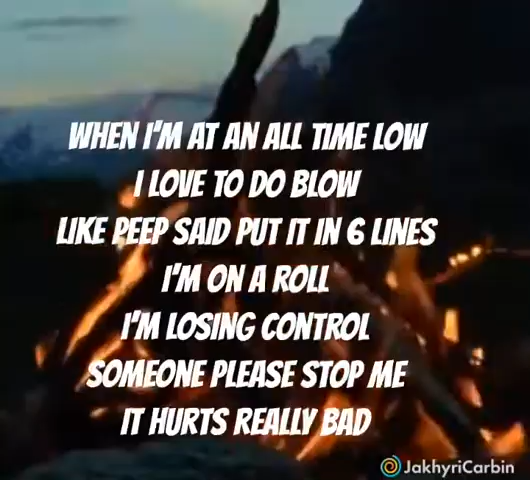 WHEN I'M AT AN ALL TIME LOW
I LOVE TO DO BLOW
LIKE PEEP SAID PUT IT IN 6 LINES
I'M ON A ROLL
I'M LOSING CONTROL
SOMEONE PLEASE STOP ME
IT HURTS REALLY BAD
JakhyriCarbin